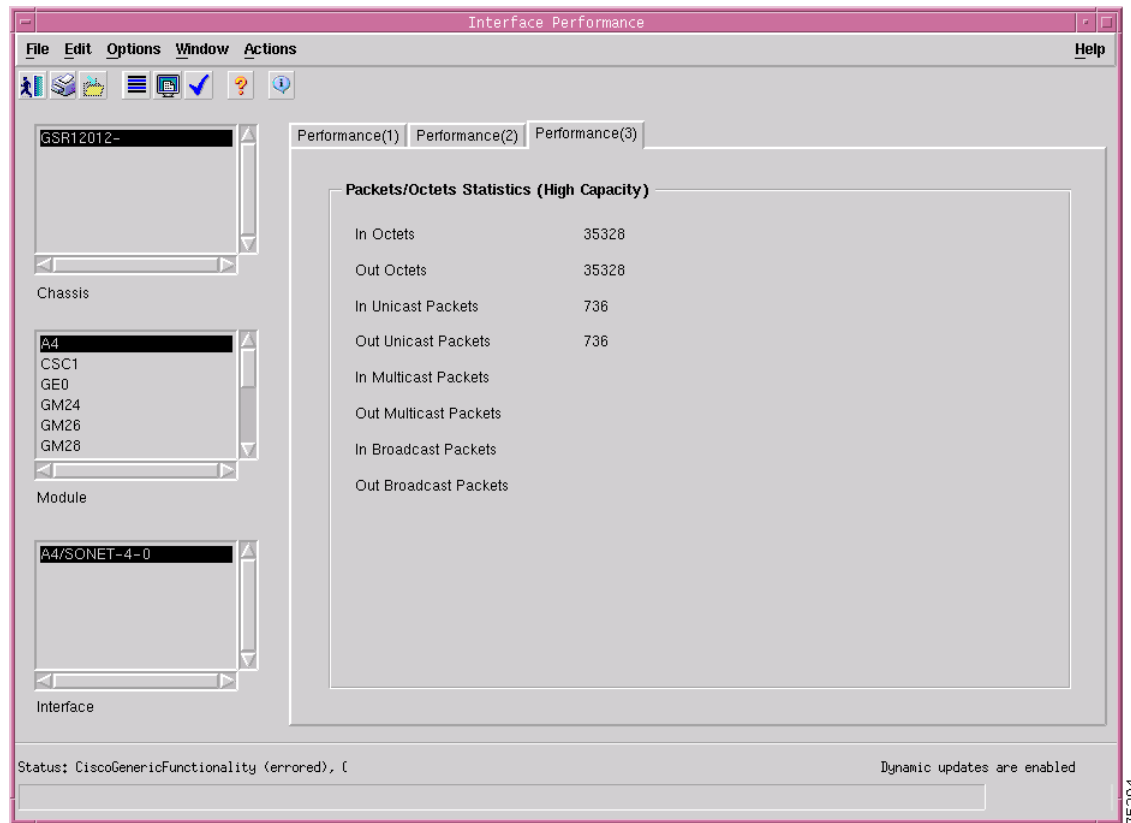 Interface Performance
File Edit Options Window Actions Help
GSR12012-
Chassis
A4
CSC1
GE0
GM24
GM26
GM28
Module
A4/SONET-4-0
Interface
Performance(1) Performance(2) Performance(3)
Packets/Octets Statistics (High Capacity)
In Octets 35328
Out Octets 35328
In Unicast Packets 736
Out Unicast Packets 736
In Multicast Packets
Out Multicast Packets
In Broadcast Packets
Out Broadcast Packets
Status: CiscoGenericFunctionality (errored), (
Dynamic updates are enabled